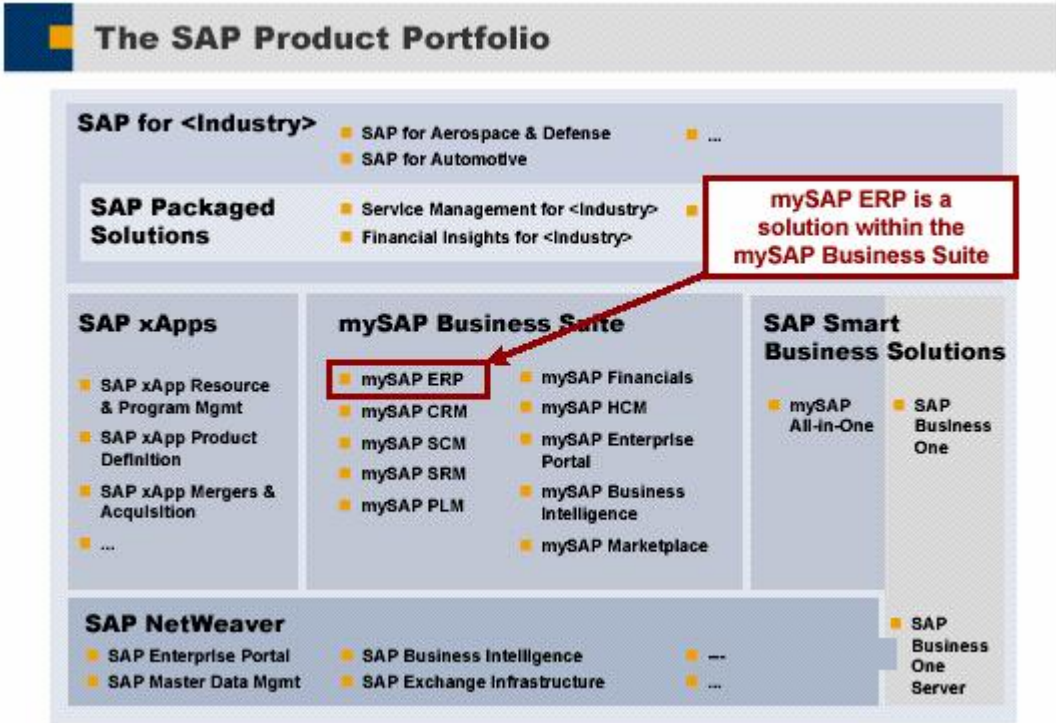 The SAP Product Portfolio
SAP for <Industry>
SAP for Aerospace & Defense
...
SAP for Automotive
SAP Packaged
Solutions
Service Management for <Industry>
Financial Insights for <Industry>
mySAP ERP is a
solution within the
mySAP Business Suite
SAP xApps
SAP xApp Resource
& Program Mgmt
SAP xApp Product
Definition
SAP xApp Mergers &
Acquisition
...
mySAP Business Suite
mySAP ERP
mySAP CRM
mySAP SCM
mySAP SRM
mySAP PLM
mySAP Financials
mySAP HCM
mySAP Enterprise
Portal
mySAP Business
Intelligence
mySAP Marketplace
SAP Smart
Business Solutions
mySAP
All-in-One
SAP
Business
One
SAP NetWeaver
SAP Enterprise Portal
SAP Master Data Mgmt
SAP Business Intelligence
SAP Exchange Infrastructure
---
...
SAP
Business
One
Server